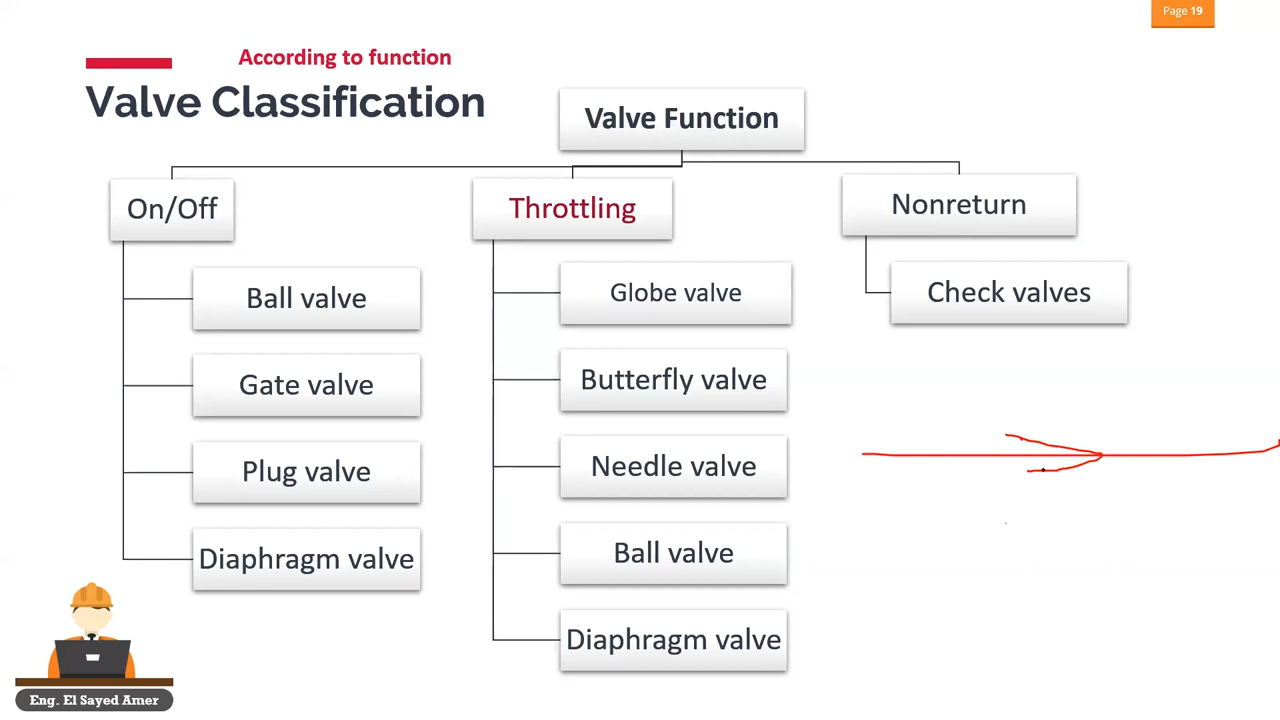 Page 19
According to function
Valve Classification
Valve Function
On/Off
Ball valve
Gate valve
Plug valve
Diaphragm valve
Throttling
Globe valve
Butterfly valve
Needle valve
Ball valve
Diaphragm valve
Nonreturn
Check valves
Eng. El Sayed Amer